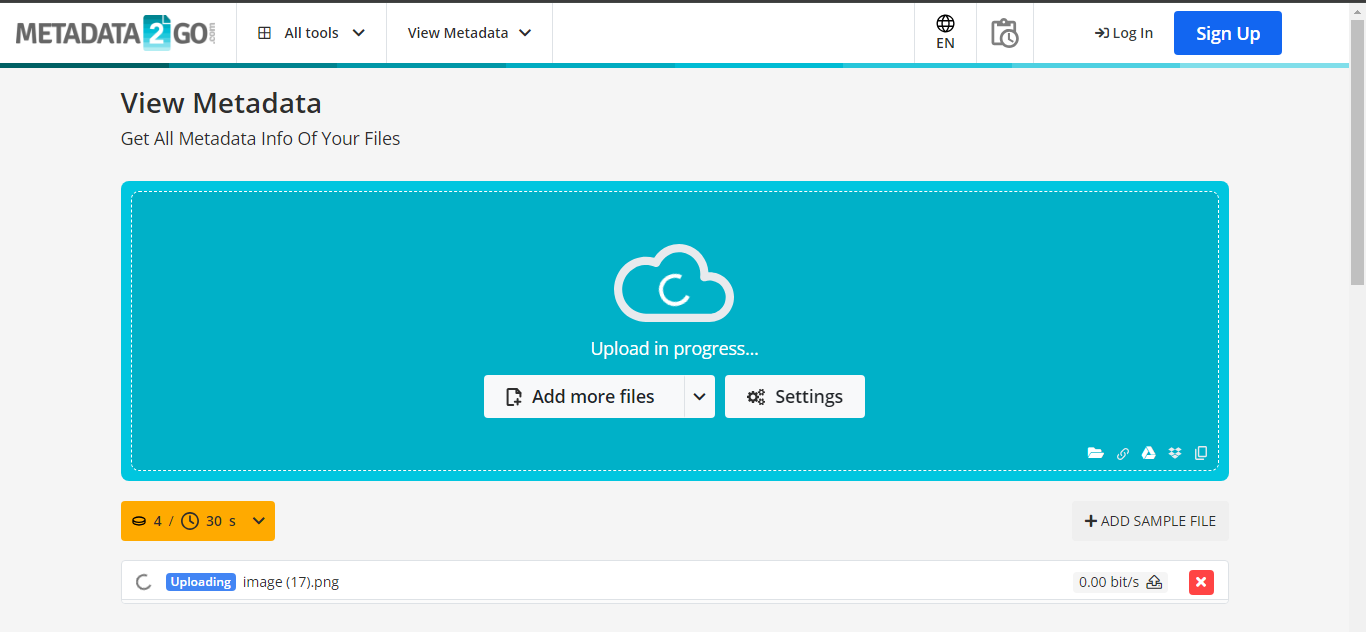 METADATA2GO.com
All tools
View Metadata
EN
Log In
Sign Up
View Metadata
Get All Metadata Info Of Your Files
Upload in progress...
Add more files
Settings
4 / 30 s
+ ADD SAMPLE FILE
Uploading image (17).png 0.00 bit/s